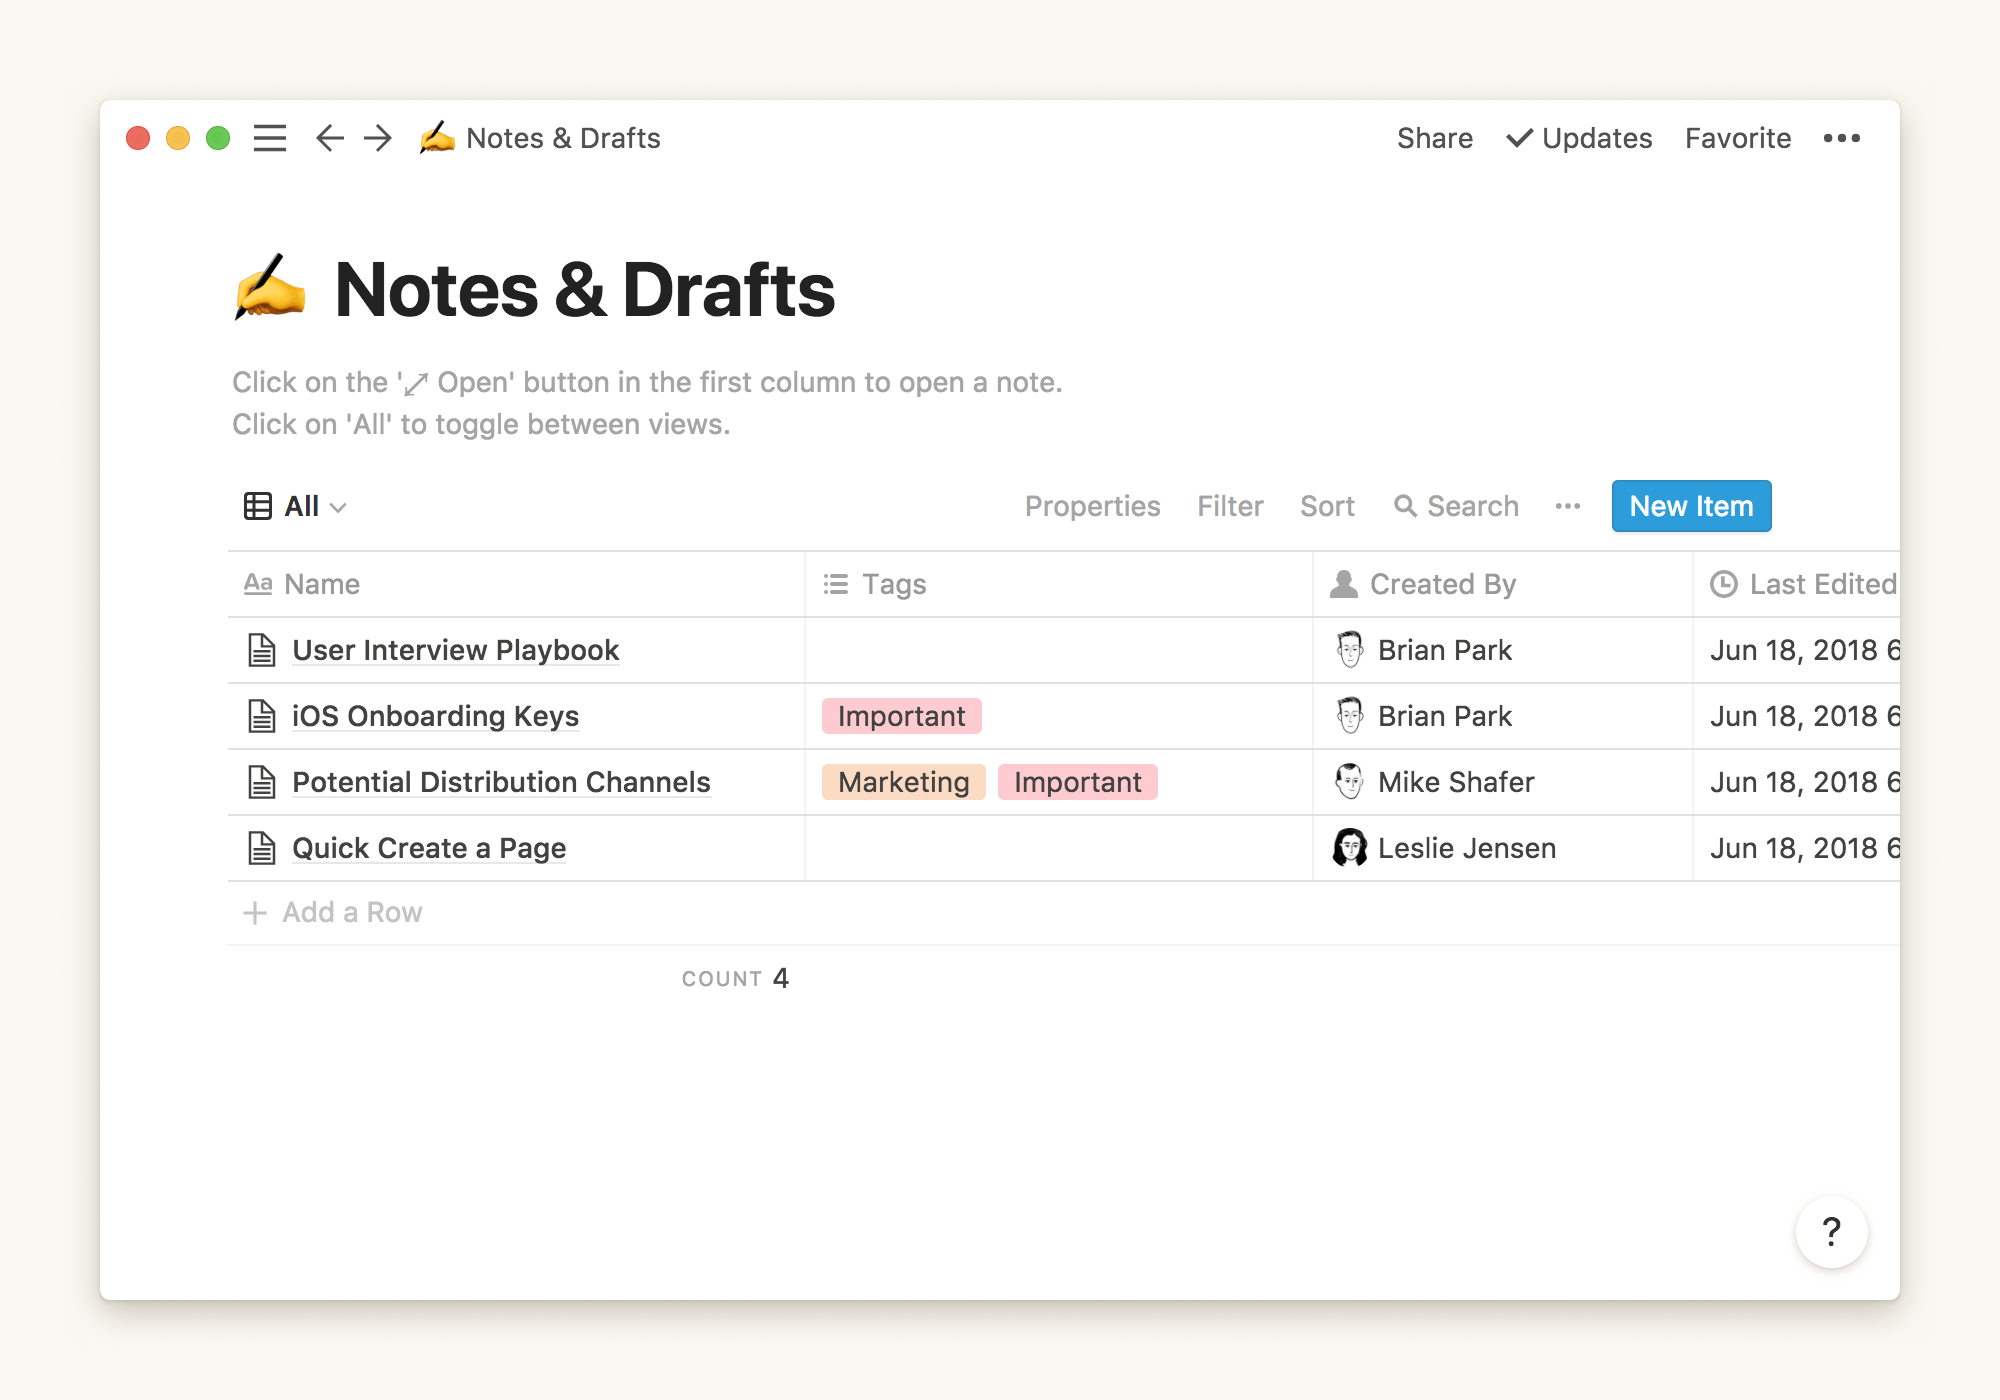 Notes & Drafts Share Updates Favorite
Notes & Drafts
Click on the ' Open' button in the first column to open a note.
Click on 'All' to toggle between views.
All Properties Filter Sort Search New Item
Aa Name Tags Created By Last Edited
User Interview Playbook Brian Park Jun 18, 2018 6
iOS Onboarding Keys Important Brian Park Jun 18, 2018 6
Potential Distribution Channels Marketing Important Mike Shafer Jun 18, 2018 6
Quick Create a Page Leslie Jensen Jun 18, 2018 6
+ Add a Row
COUNT 4
?